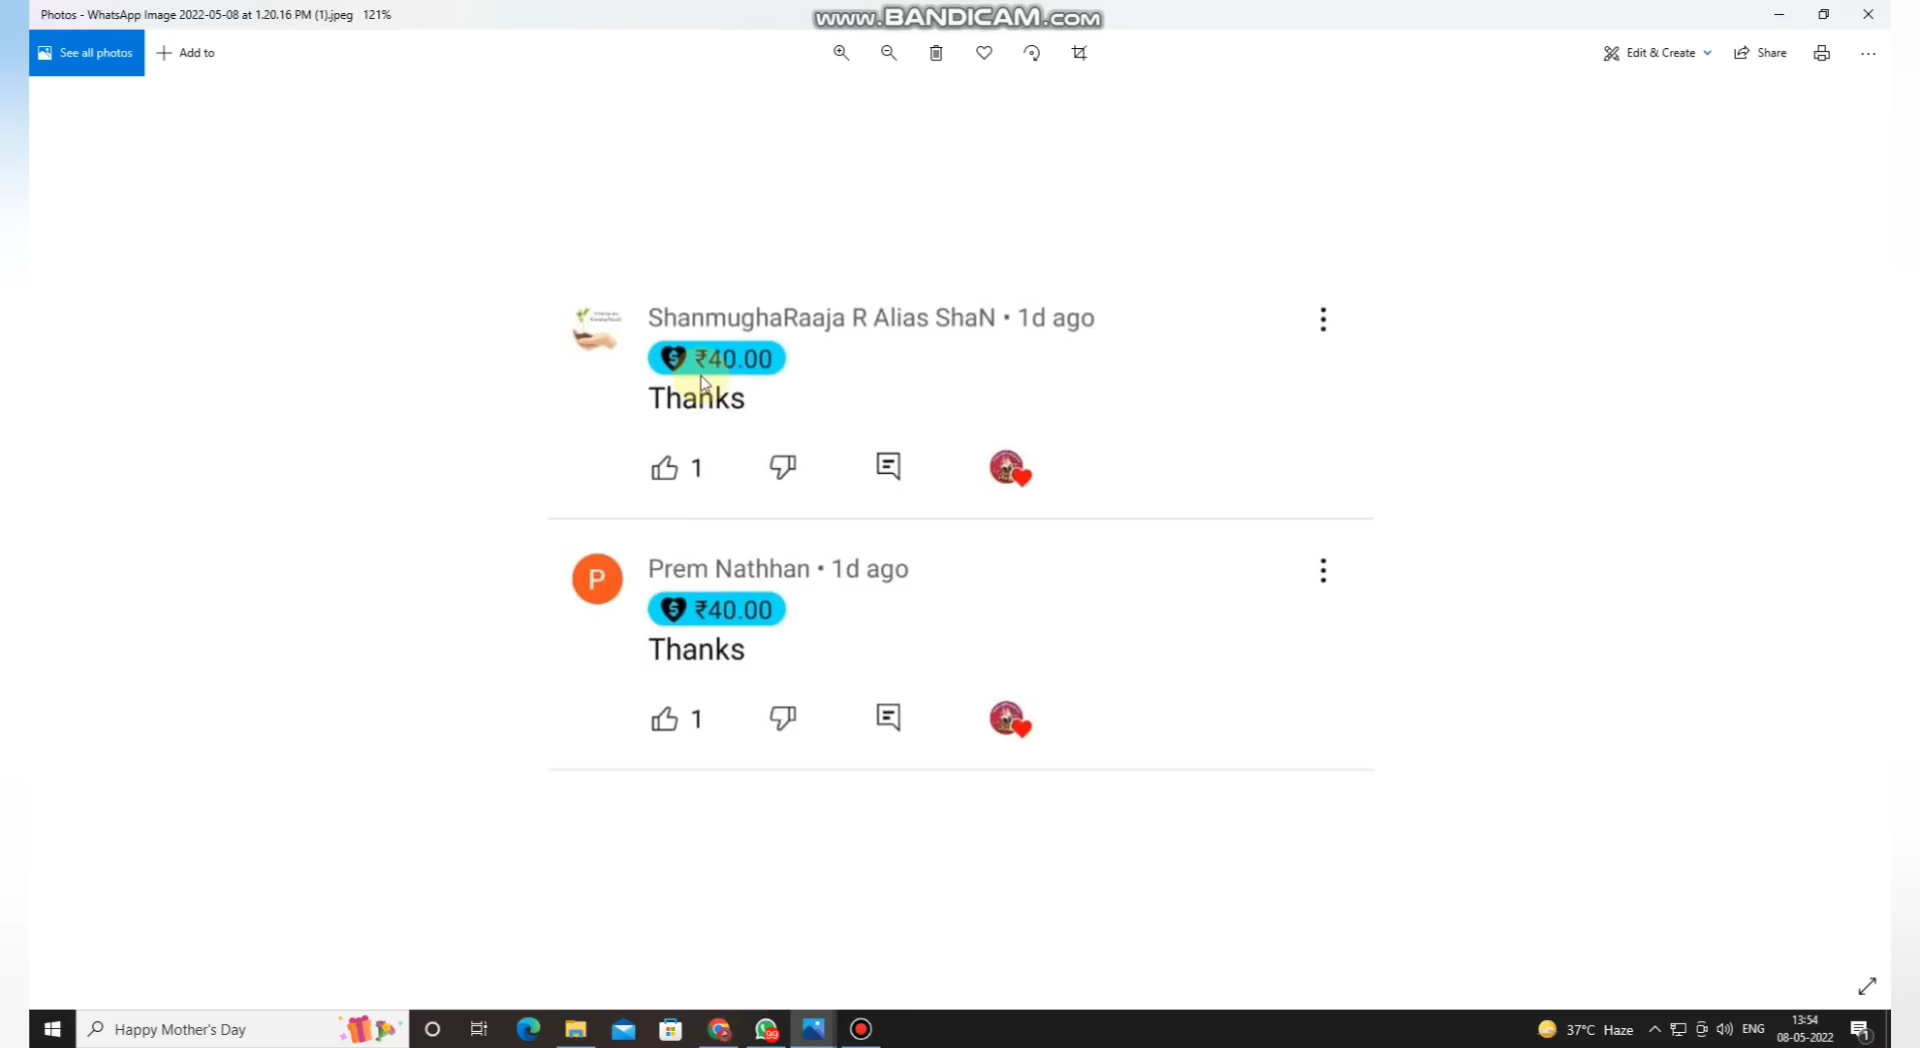 Photos - WhatsApp Image 2022-05-08 at 1.20.16 PM (1).jpeg 121%
www.BANDICAM.com
See all photos
Add to
Edit & Create
Share
ShanmughaRaaja R Alias ShaN • 1d ago
₹40.00
Thanks
1
P
Prem Nathhan • 1d ago
₹40.00
Thanks
1
Happy Mother's Day
99
37°C Haze
ENG
13:54
08-05-2022
1